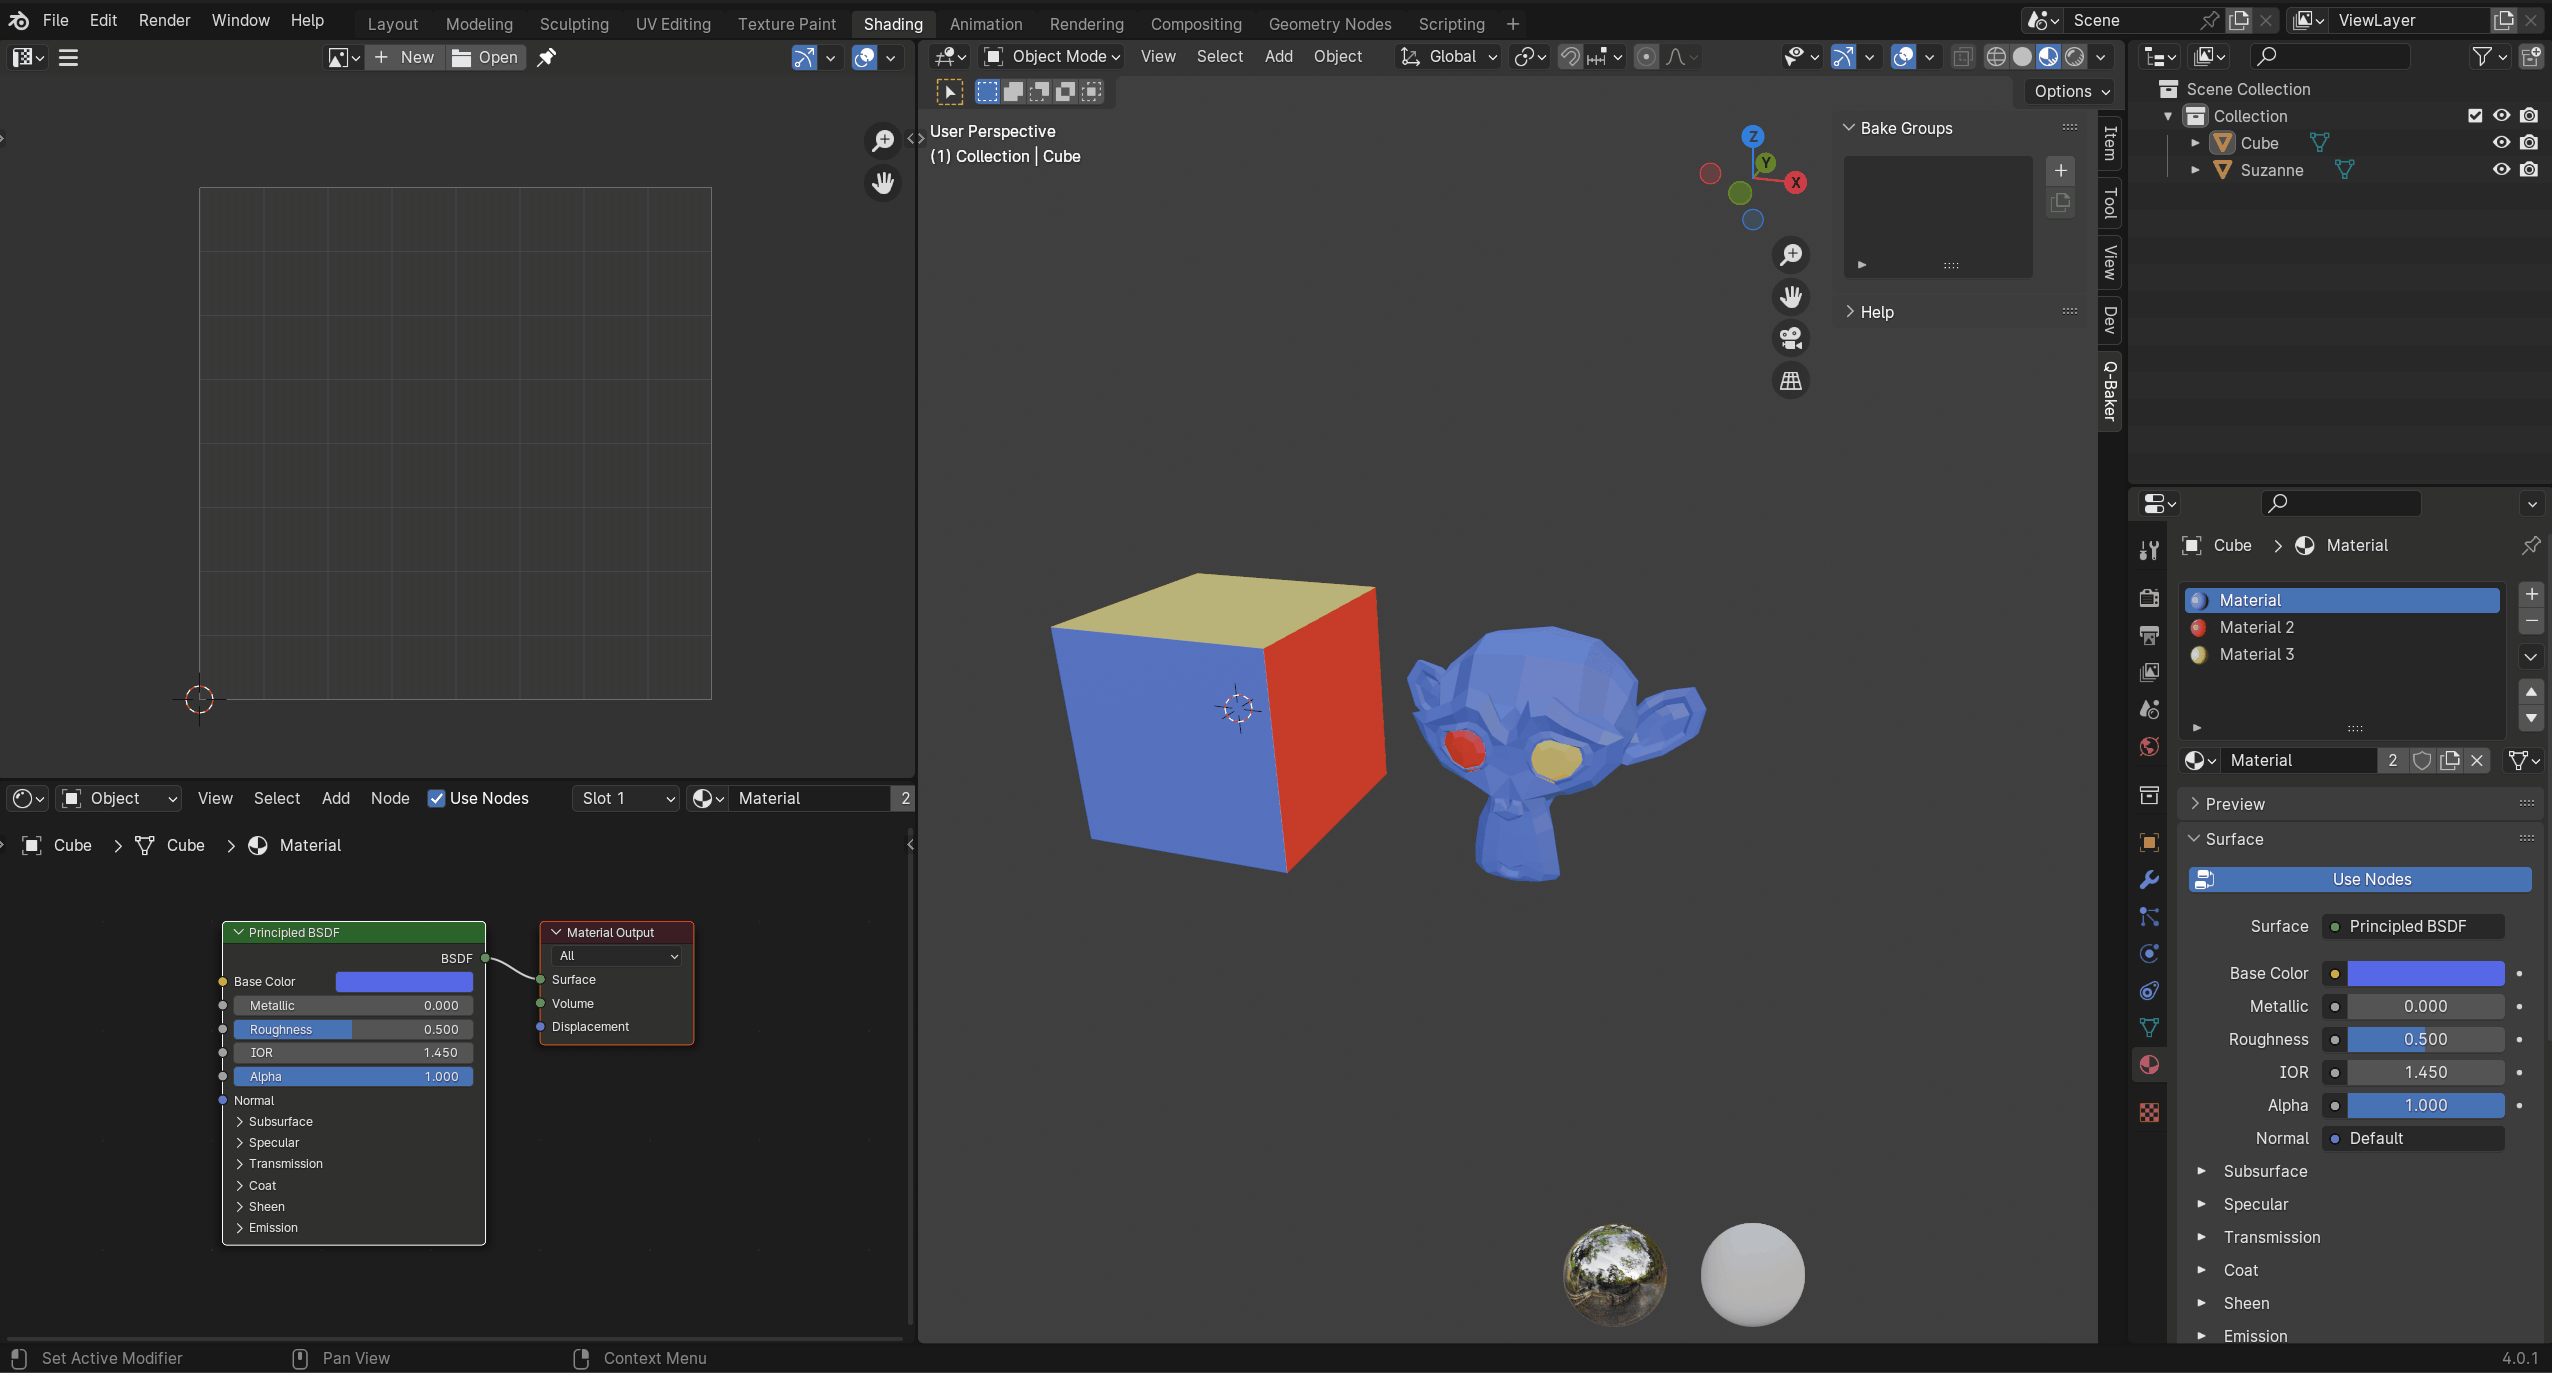 File Edit Render Window Help Layout Modeling Sculpting UV Editing Texture Paint Shading Animation Rendering Compositing Geometry Nodes Scripting Scene ViewLayer
New Open
Object Mode View Select Add Object Global
Options
User Perspective
(1) Collection | Cube
Z
Y
X
Bake Groups
Help
Item
Tool
View
Dev
Q-Baker
Scene Collection
Collection
Cube
Suzanne
Cube > Material
Material
Material 2
Material 3
Material 2
Preview
Surface
Use Nodes
Surface Principled BSDF
Base Color
Metallic 0.000
Roughness 0.500
IOR 1.450
Alpha 1.000
Normal Default
Subsurface
Specular
Transmission
Coat
Sheen
Emission
Object View Select Add Node Use Nodes Slot 1 Material 2
Cube > Cube > Material
Principled BSDF
BSDF
Base Color
Metallic 0.000
Roughness 0.500
IOR 1.450
Alpha 1.000
Normal
Subsurface
Specular
Transmission
Coat
Sheen
Emission
Material Output
All
Surface
Volume
Displacement
Set Active Modifier Pan View Context Menu 4.0.1